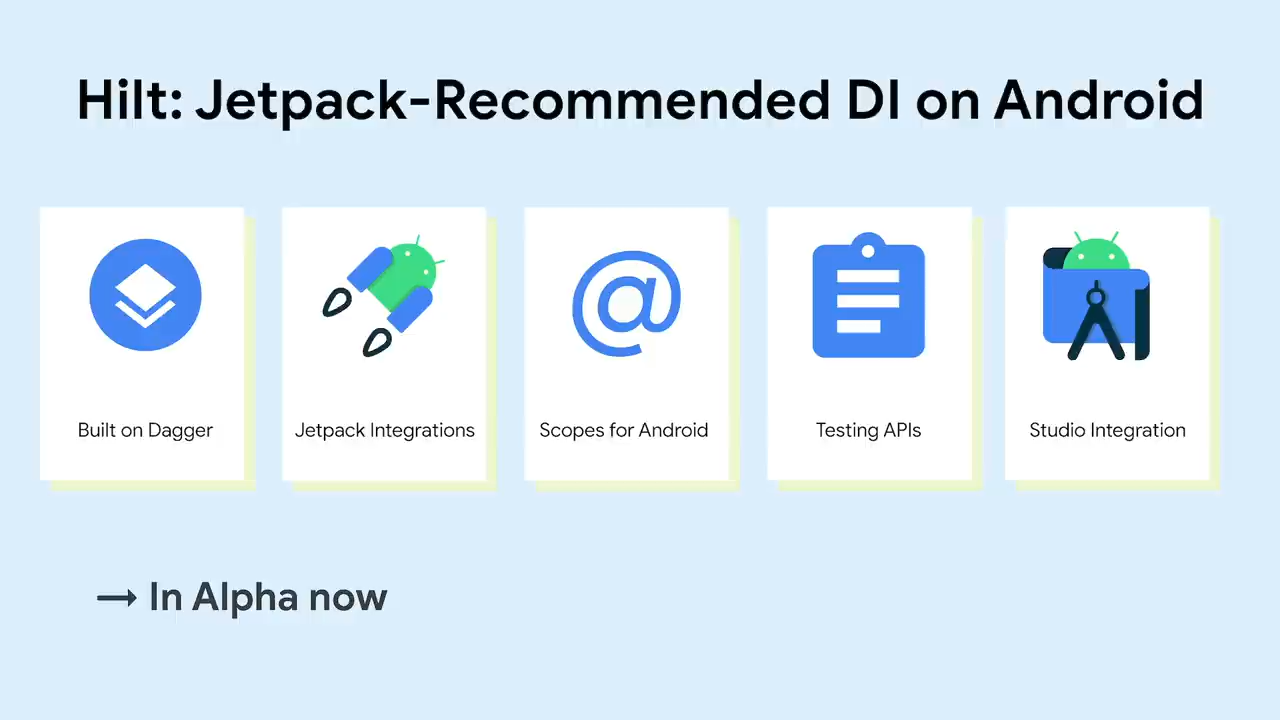 Hilt: Jetpack-Recommended DI on Android
Built on Dagger
Jetpack Integrations
Scopes for Android
Testing APIs
Studio Integration
→ In Alpha now